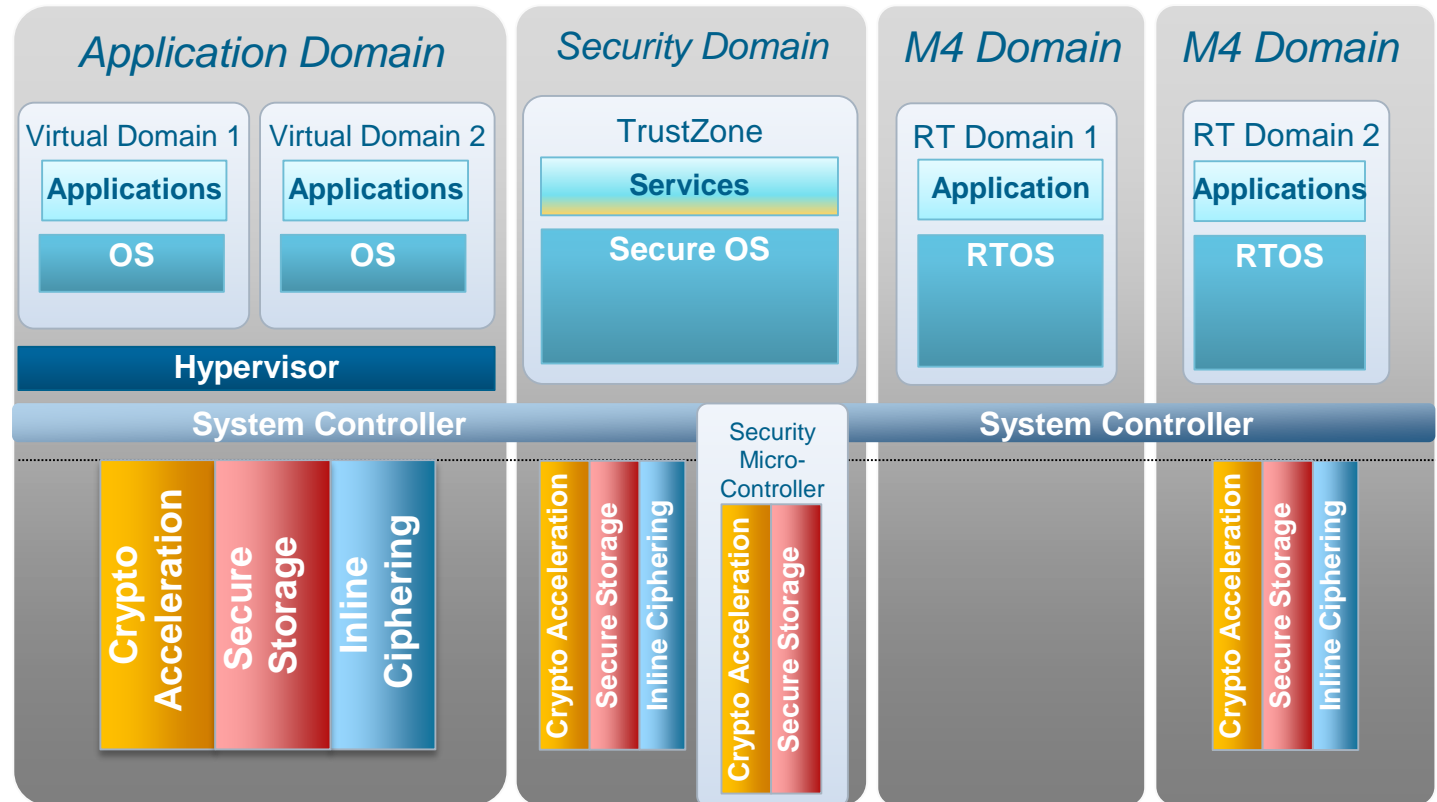 Application Domain
Security Domain
M4 Domain
M4 Domain
Virtual Domain 1
Virtual Domain 2
TrustZone
RT Domain 1
RT Domain 2
Applications
Applications
Services
Application
Applications
OS
OS
Secure OS
RTOS
RTOS
Hypervisor
System Controller
System Controller
Crypto
Acceleration
Secure
Storage
Inline
Ciphering
Crypto Acceleration
Secure Storage
Inline Ciphering
Security
Micro-
Controller
Crypto Acceleration
Secure Storage
Crypto Acceleration
Secure Storage
Inline Ciphering